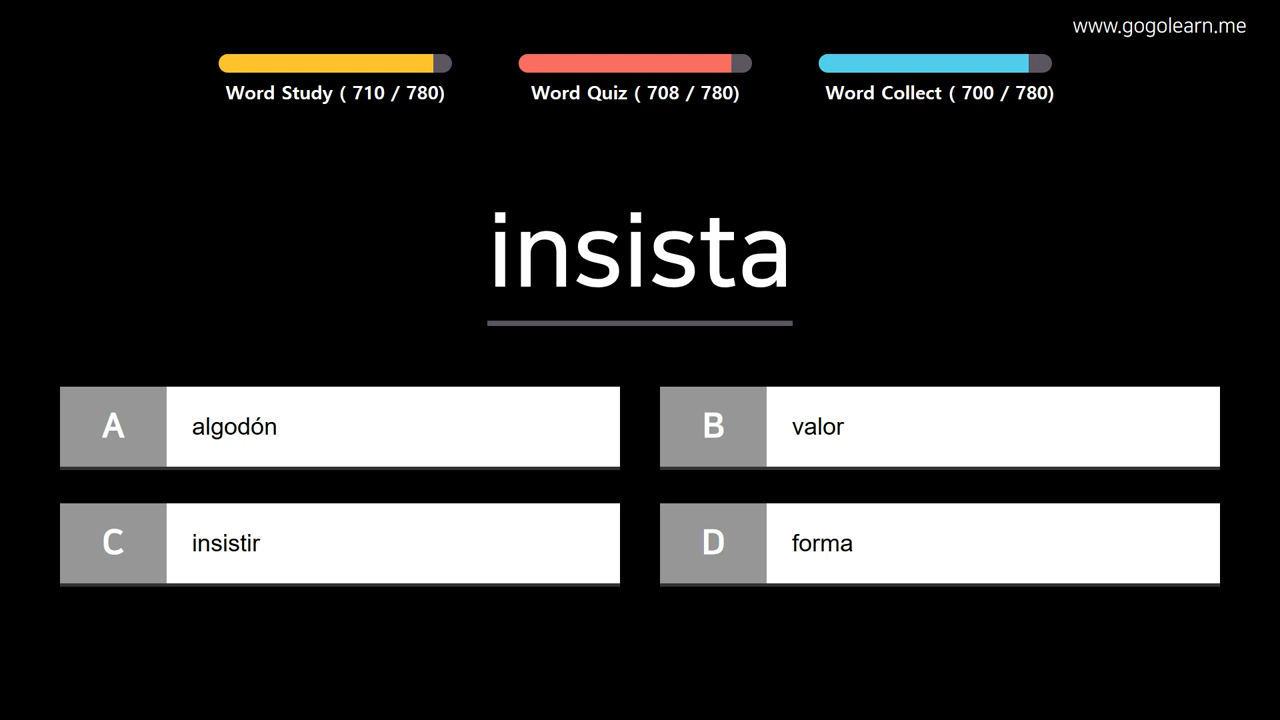 www.gogolearn.me
Word Study ( 710 / 780)
Word Quiz ( 708 / 780)
Word Collect ( 700 / 780)
insista
A algodón
B valor
C insistir
D forma